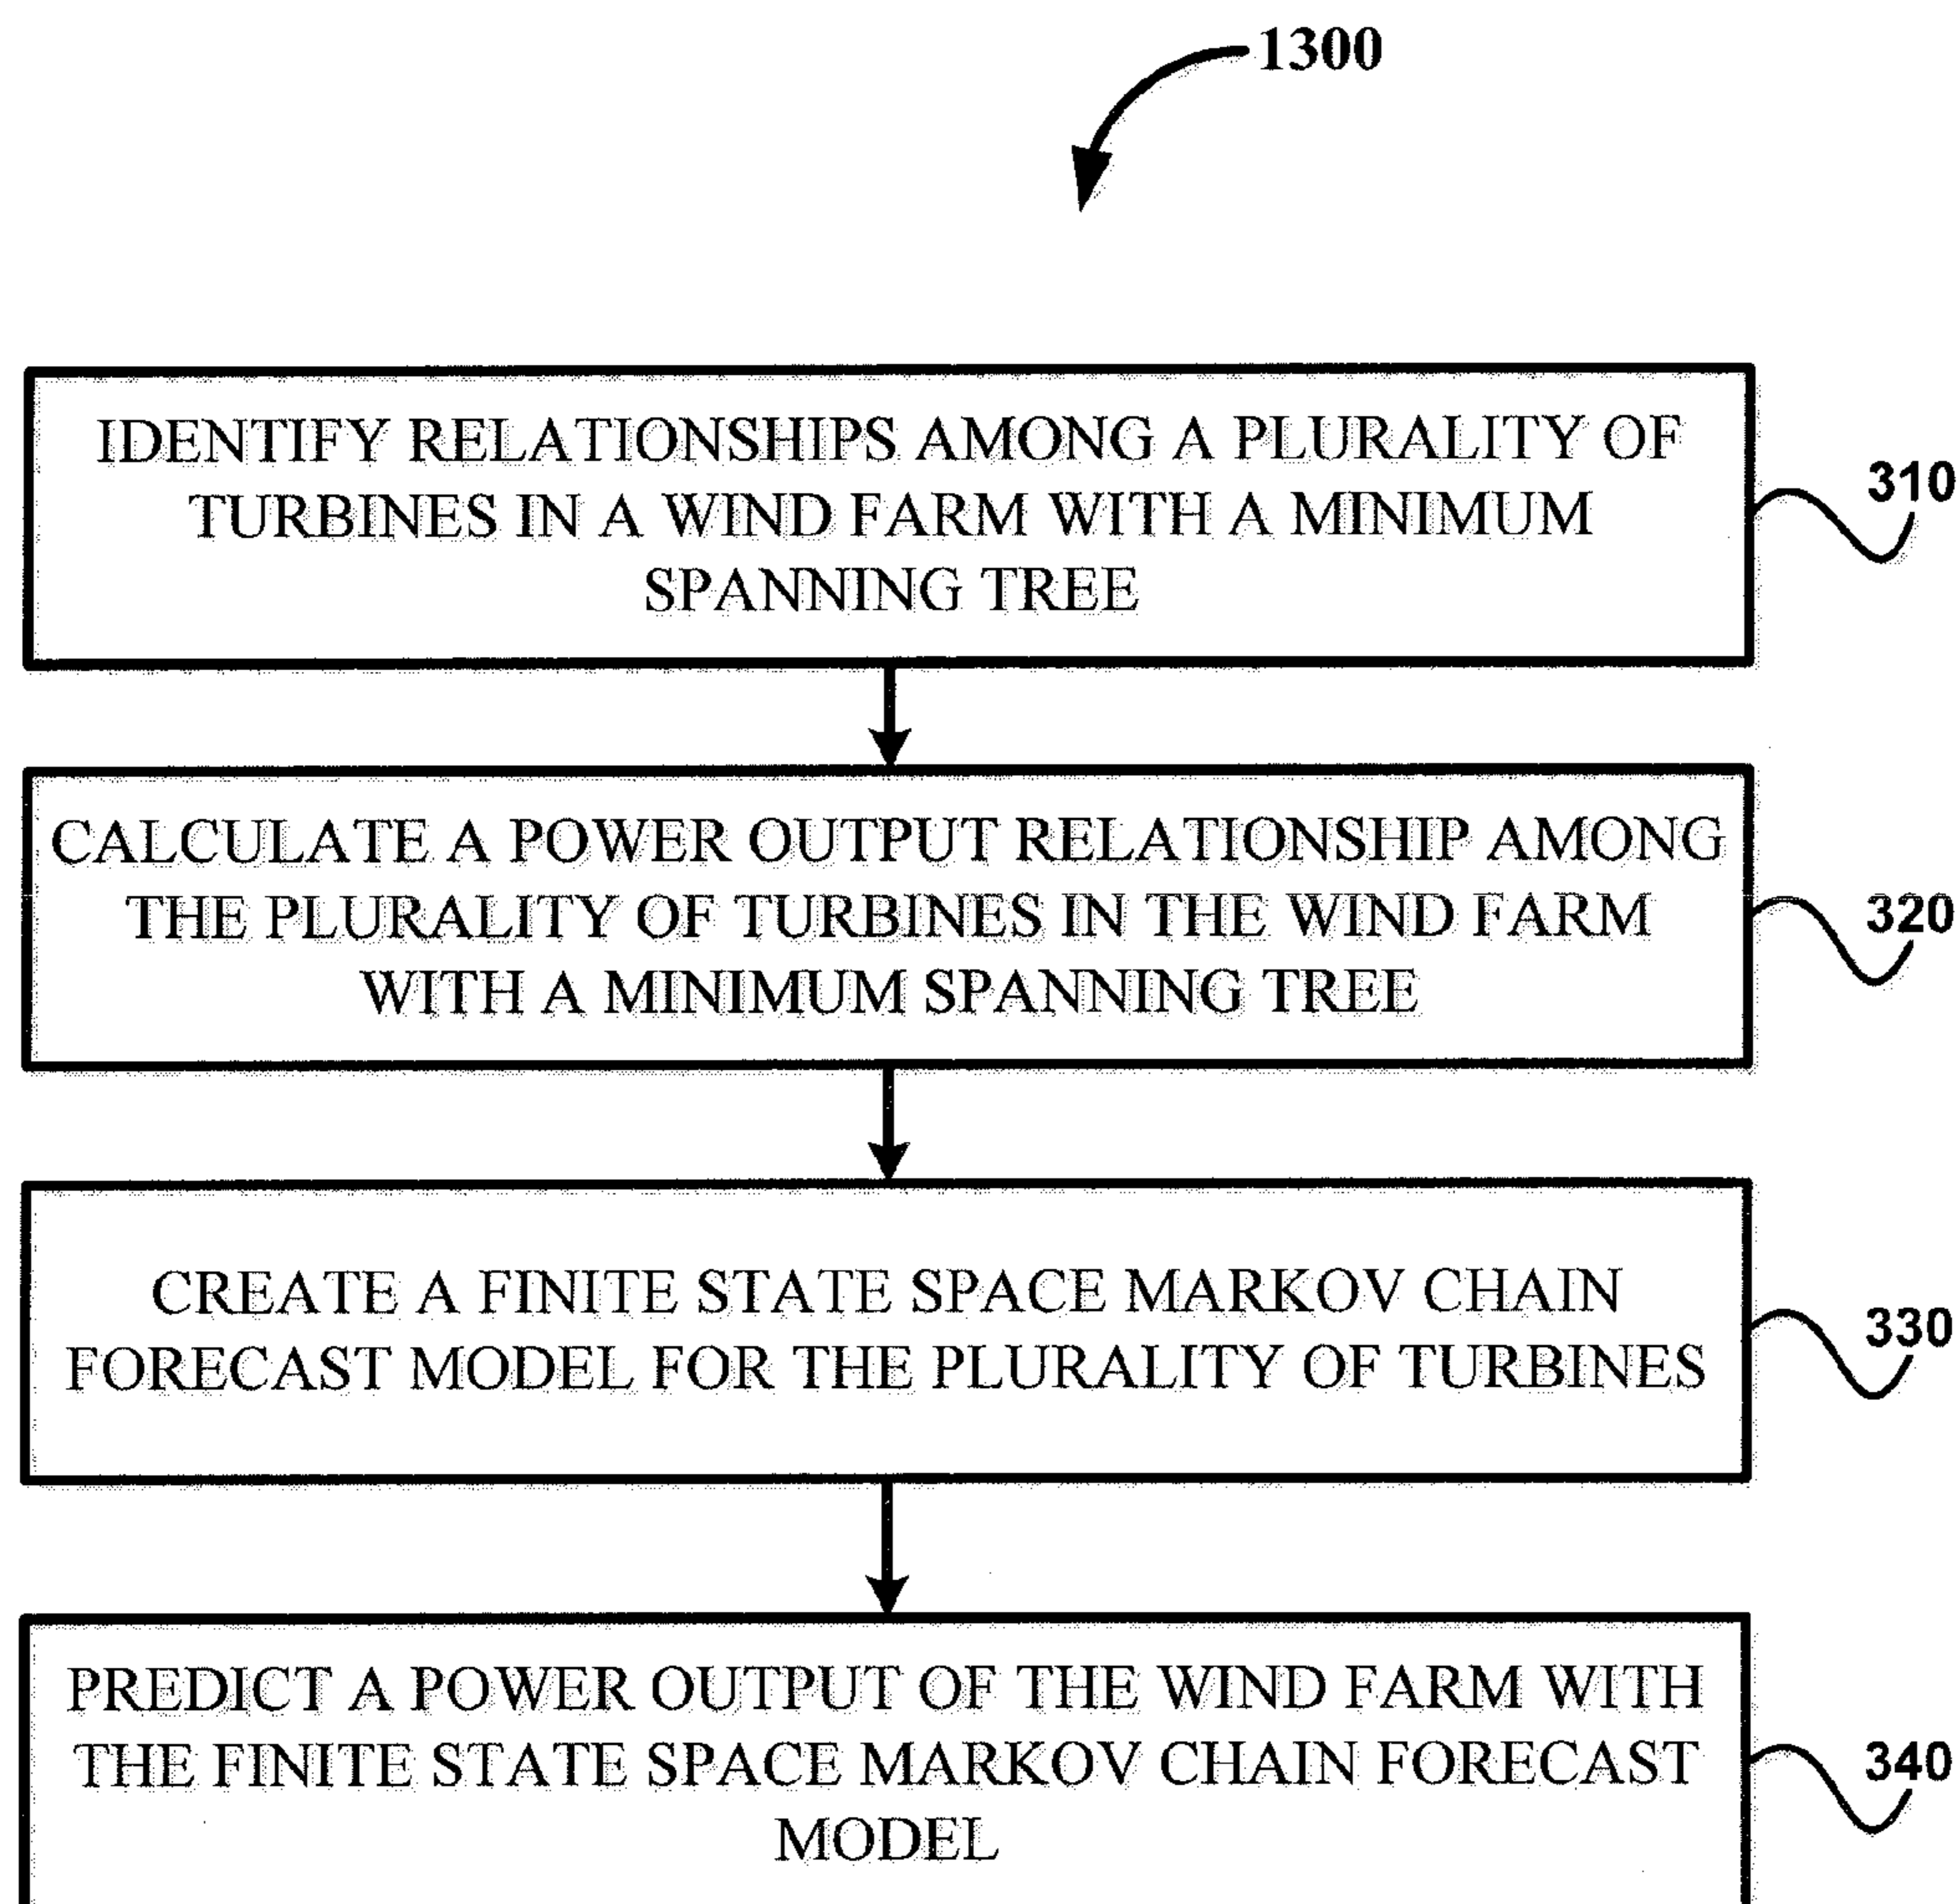 1300
IDENTIFY RELATIONSHIPS AMONG A PLURALITY OF
TURBINES IN A WIND FARM WITH A MINIMUM
SPANNING TREE
310
CALCULATE A POWER OUTPUT RELATIONSHIP AMONG
THE PLURALITY OF TURBINES IN THE WIND FARM
WITH A MINIMUM SPANNING TREE
320
CREATE A FINITE STATE SPACE MARKOV CHAIN
FORECAST MODEL FOR THE PLURALITY OF TURBINES
330
PREDICT A POWER OUTPUT OF THE WIND FARM WITH
THE FINITE STATE SPACE MARKOV CHAIN FORECAST
MODEL
340